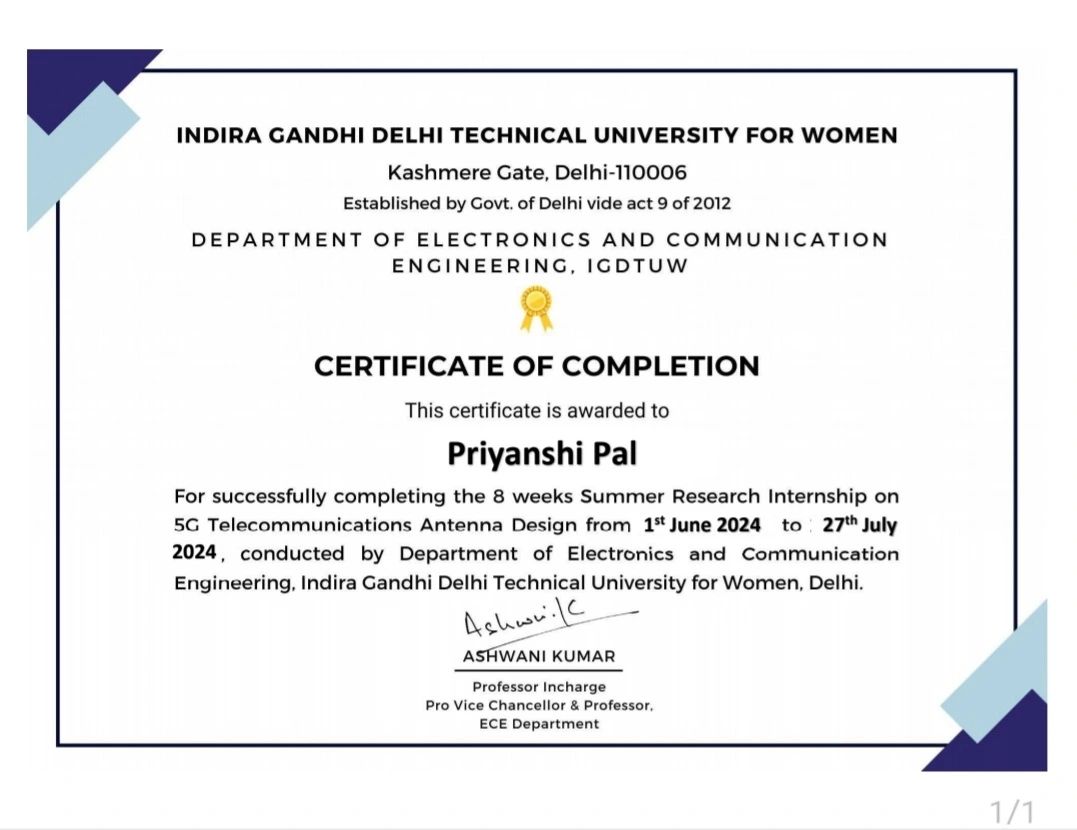 INDIRA GANDHI DELHI TECHNICAL UNIVERSITY FOR WOMEN
Kashmere Gate, Delhi-110006
Established by Govt. of Delhi vide act 9 of 2012
DEPARTMENT OF ELECTRONICS AND COMMUNICATION
ENGINEERING, IGDTUW
CERTIFICATE OF COMPLETION
This certificate is awarded to
Priyanshi Pal
For successfully completing the 8 weeks Summer Research Internship on
5G Telecommunications Antenna Design from 1st June 2024 to 27th July
2024, conducted by Department of Electronics and Communication
Engineering, Indira Gandhi Delhi Technical University for Women, Delhi.
Ashwani K
ASHWANI KUMAR
Professor Incharge
Pro Vice Chancellor & Professor,
ECE Department
1/1